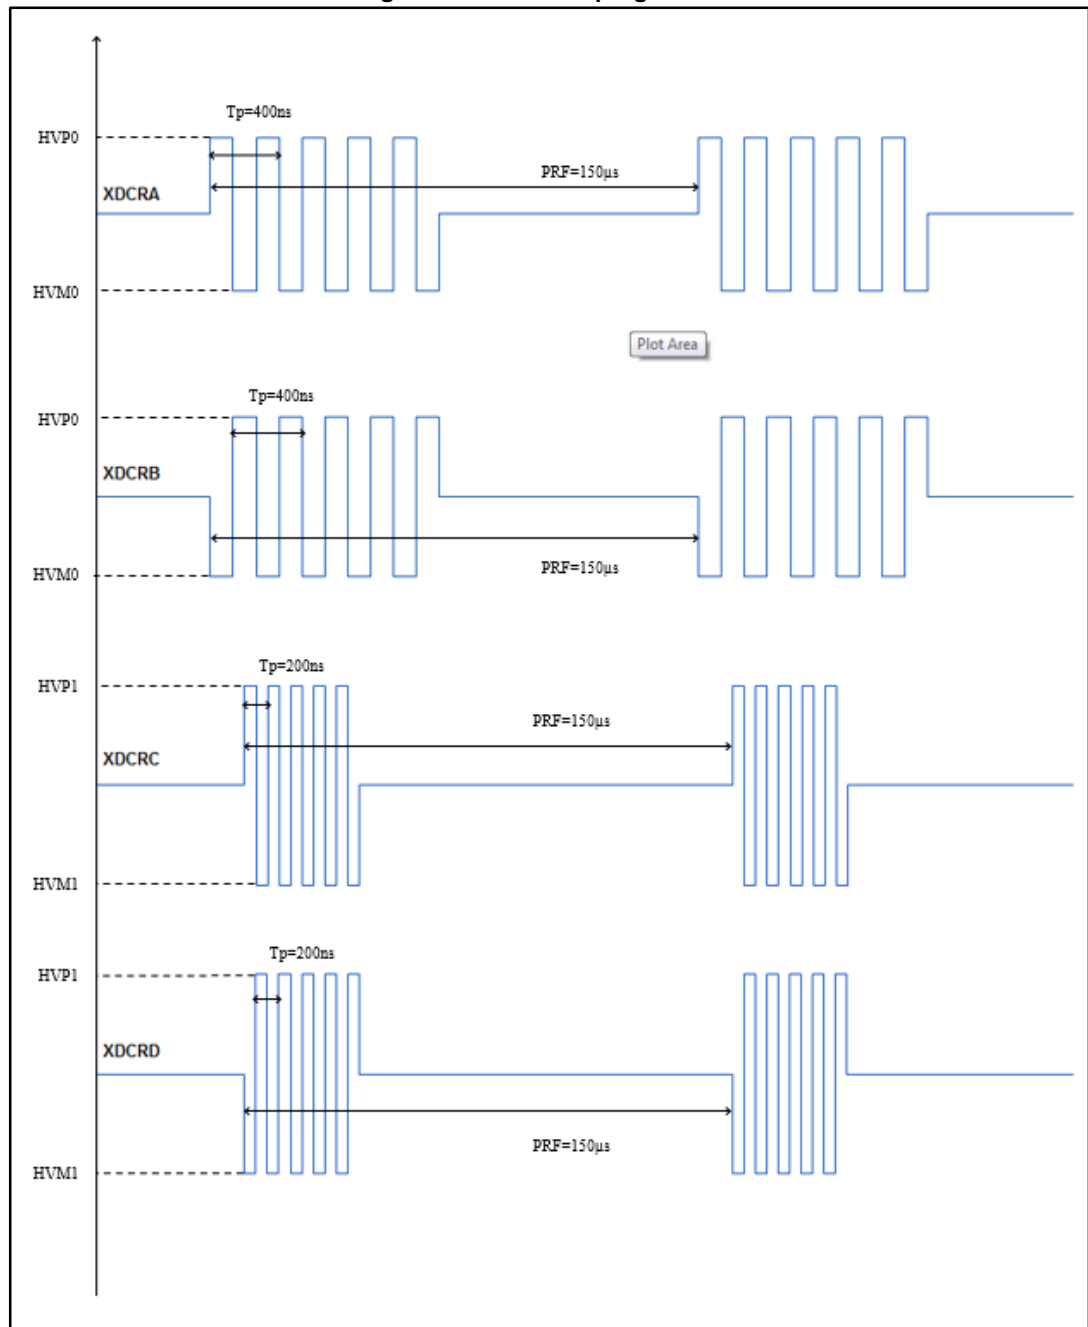 Tp=400ns
HVP0
PRF=150µs
XDCRA
HVM0
Plot Area
Tp=400ns
HVP0
XDCRB
PRF=150µs
HVM0
Tp=200ns
HVP1
PRF=150µs
XDCRC
HVM1
Tp=200ns
HVP1
XDCRD
PRF=150µs
HVM1